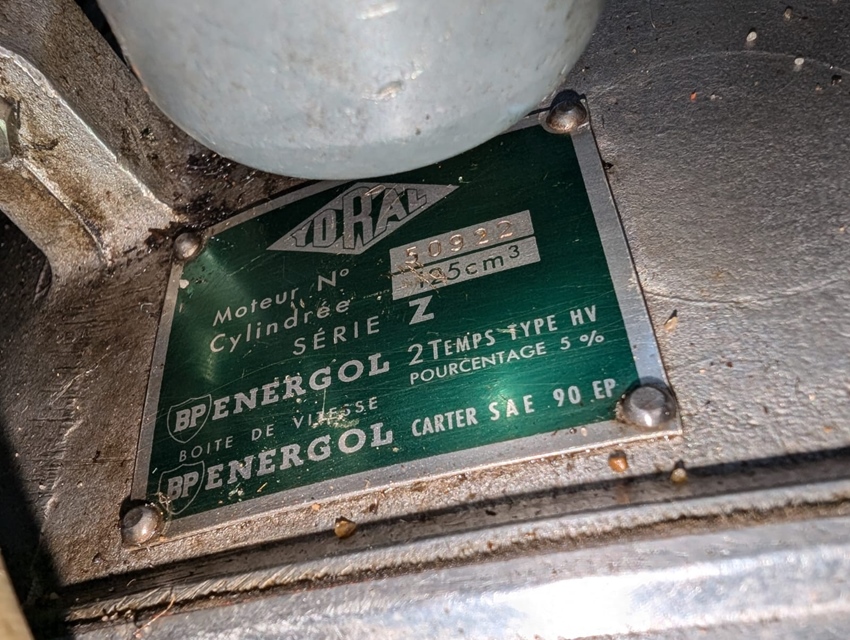 YDRAL
Moteur Nº 50922
Cylindrée 125cm³
SÉRIE Z
BP ENERGOL 2 TEMPS TYPE HV
POURCENTAGE 5 %
BOITE DE VITESSE
BP ENERGOL CARTER SAE 90 EP